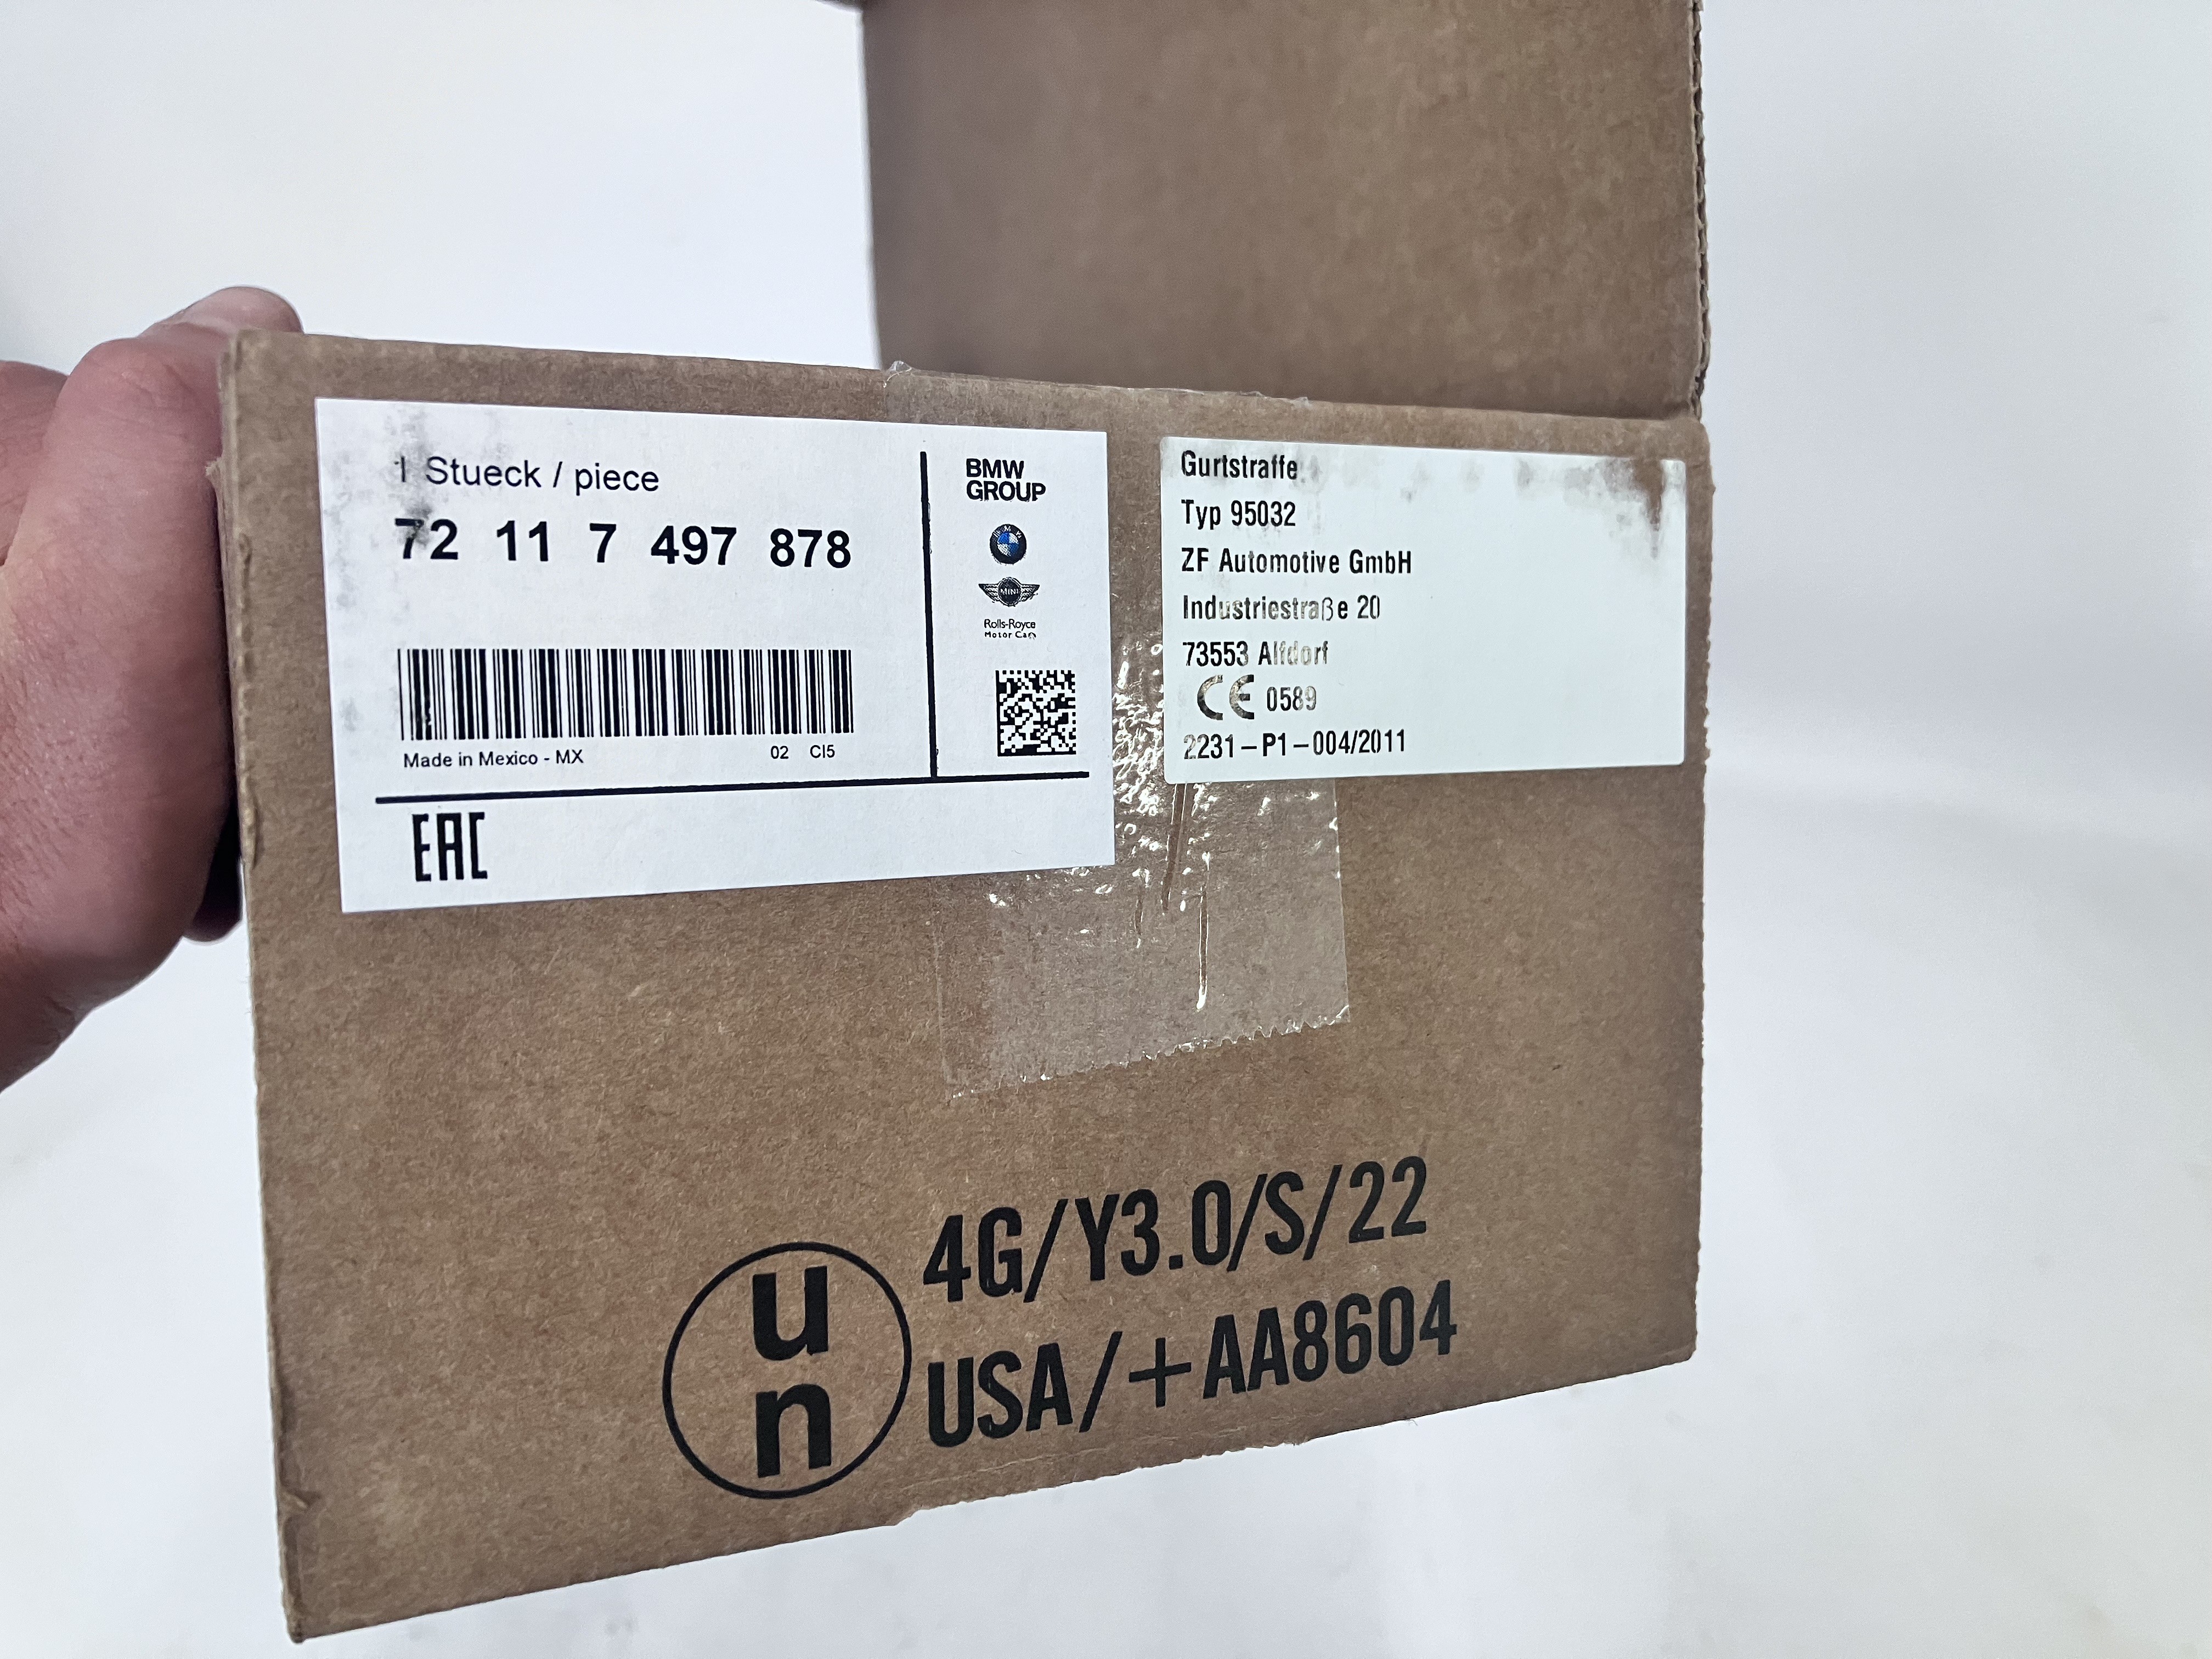 1 Stueck / piece
72 11 7 497 878
Made in Mexico - MX
02 CI5
EAC
BMW
GROUP
BMW
MINI
Rolls-Royce
Motor Cars
Gurtstraffe
Typ 95032
ZF Automotive GmbH
Industriestraße 20
73553 Alfdorf
CE 0589
2231-P1-004/2011
u
n
4G/Y3.0/S/22
USA/+AA8604